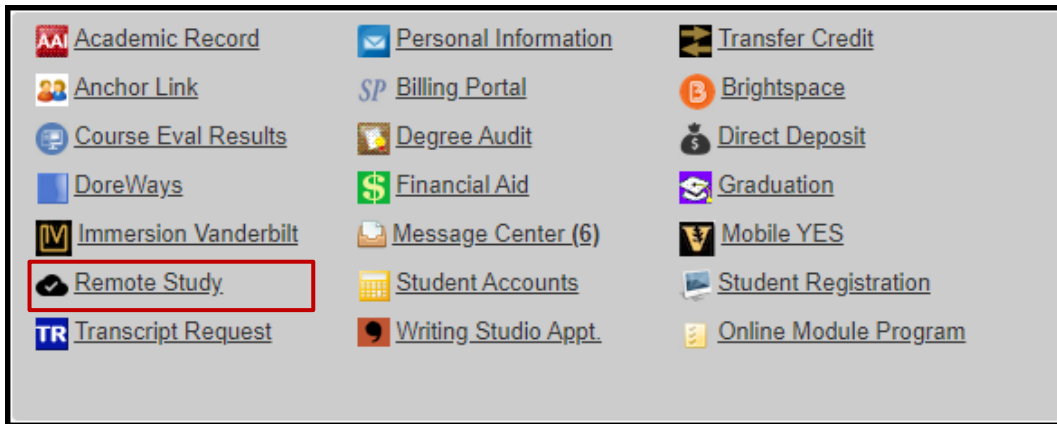 AAI Academic Record Personal Information Transfer Credit
Anchor Link SP Billing Portal B Brightspace
Course Eval Results Degree Audit $ Direct Deposit
DoreWays $ Financial Aid Graduation
Immersion Vanderbilt Message Center (6) V Mobile YES
Remote Study Student Accounts Student Registration
TR Transcript Request Writing Studio Appt. Online Module Program